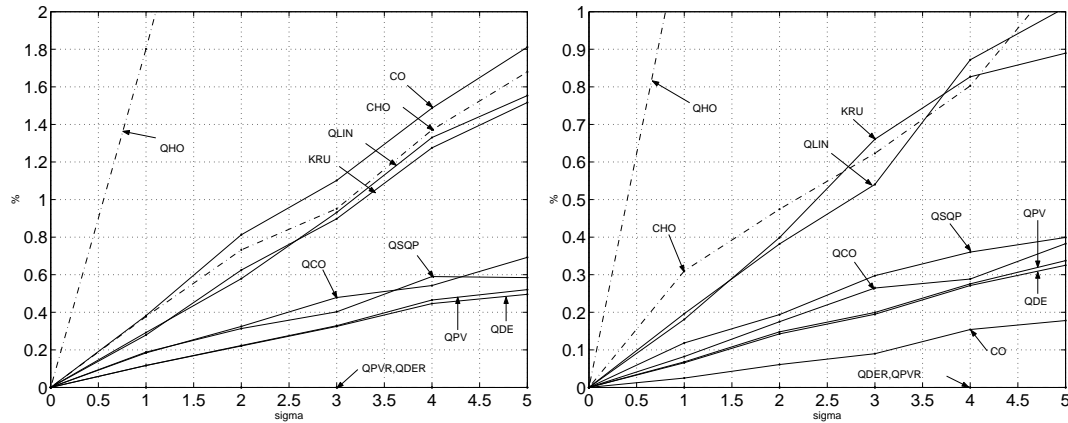 2
1.8
1.6
1.4
1.2
1
0.8
0.6
0.4
0.2
0
%
QHO
CO
CHO
QLIN
KRU
QSQP
QCO
QPV
QDE
QPVR,QDER
0 0.5 1 1.5 2 2.5 3 3.5 4 4.5 5
sigma
1
0.9
0.8
0.7
0.6
0.5
0.4
0.3
0.2
0.1
0
%
QHO
KRU
QLIN
CHO
QSQP
QPV
QCO
QDE
CO
QDER,QPVR
0 0.5 1 1.5 2 2.5 3 3.5 4 4.5 5
sigma